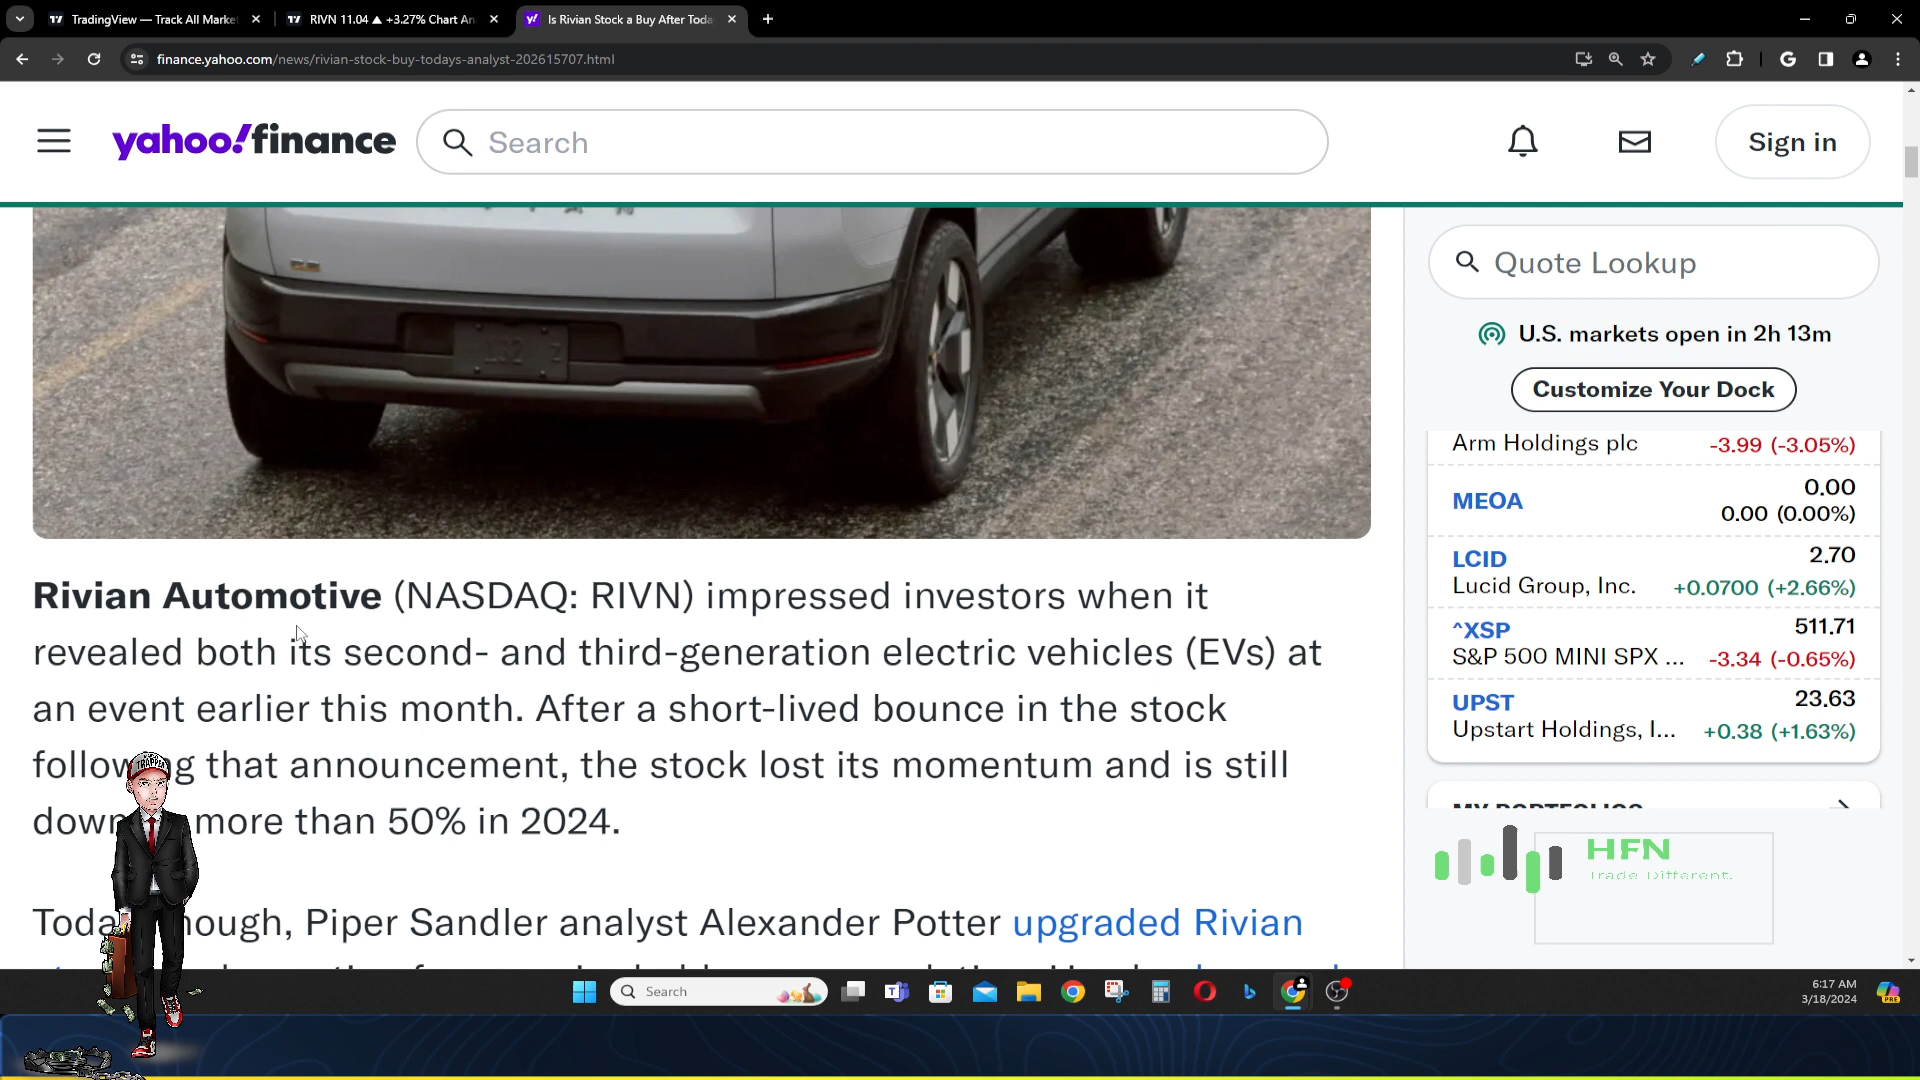 TradingView — Track All Marke
RIVN 11.04 ▲ +3.27% Chart An
Is Rivian Stock a Buy After Toda
finance.yahoo.com/news/rivian-stock-buy-todays-analyst-202615707.html
yahoo!finance
Search
Sign in
Quote Lookup
U.S. markets open in 2h 13m
Customize Your Dock
Arm Holdings plc -3.99 (-3.05%)
MEOA 0.00
0.00 (0.00%)
LCID 2.70
Lucid Group, Inc. +0.0700 (+2.66%)
^XSP 511.71
S&P 500 MINI SPX ... -3.34 (-0.65%)
UPST 23.63
Upstart Holdings, I... +0.38 (+1.63%)
MY PORTFOLIOS
Rivian Automotive (NASDAQ: RIVN) impressed investors when it
revealed both its second- and third-generation electric vehicles (EVs) at
an event earlier this month. After a short-lived bounce in the stock
following that announcement, the stock lost its momentum and is still
down more than 50% in 2024.
though, Piper Sandler analyst Alexander Potter upgraded Rivian
TRAPPER
HFN
Trade Different.
Search
6:17 AM
3/18/2024
PRE